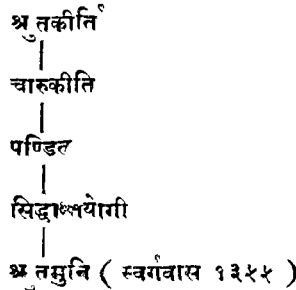 श्रुतकीर्ति
चारुकीति
पण्डित
सिद्धान्तयोगी
श्रुतमुनि ( स्वर्गवास १३५५ )